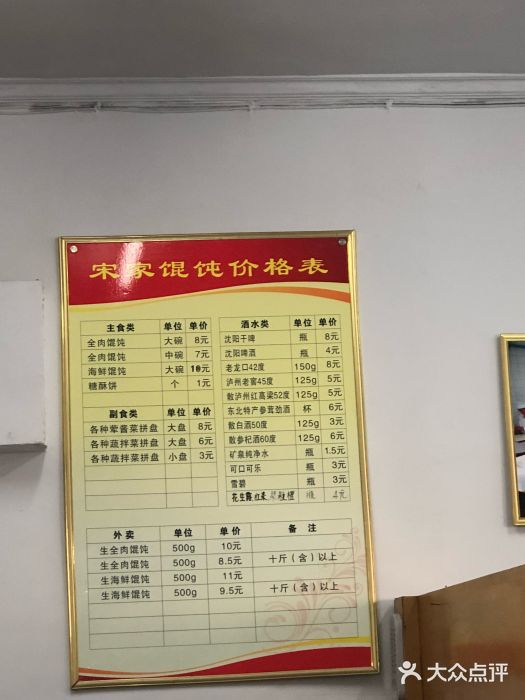 宋家馄饨价格表
主食类 单位 单价
全肉馄饨 大碗 8元
全肉馄饨 中碗 7元
海鲜馄饨 大碗 10元
糖酥饼 个 1元
副食类 单位 单价
各种荤酱菜拼盘 大盘 8元
各种蔬拌菜拼盘 大盘 6元
各种蔬拌菜拼盘 小盘 3元
酒水类 单位 单价
沈阳干啤 瓶 8元
沈阳啤酒 瓶 4元
老龙口42度 150g 8元
泸州老窖45度 125g 5元
散泸州红高粱52度 125g 5元
东北特产参茸劲酒 杯 6元
散白酒50度 125g 3元
散参杞酒60度 125g 6元
矿泉纯净水 瓶 1.5元
可口可乐 瓶 3元
雪碧 瓶 3元
花生露 红果 瓶 4元
外卖 单位 单价 备注
生全肉馄饨 500g 10元
生全肉馄饨 500g 8.5元 十斤（含）以上
生海鲜馄饨 500g 11元
生海鲜馄饨 500g 9.5元 十斤（含）以上
大众点评